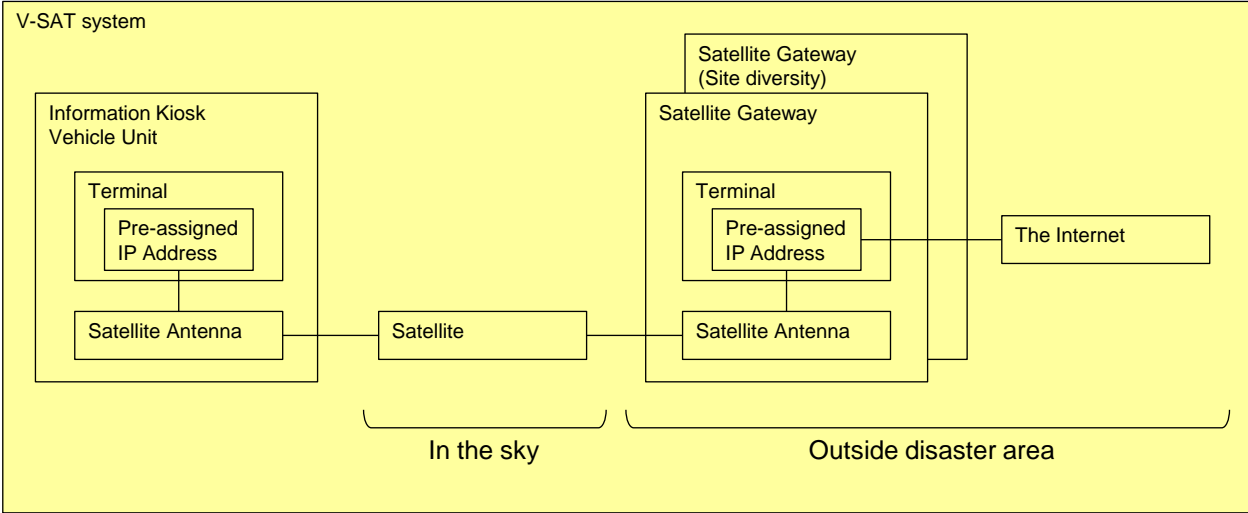 V-SAT system
Satellite Gateway
(Site diversity)
Information Kiosk
Vehicle Unit
Satellite Gateway
Terminal
Pre-assigned
IP Address
Terminal
Pre-assigned
IP Address
The Internet
Satellite Antenna
Satellite
Satellite Antenna
In the sky
Outside disaster area